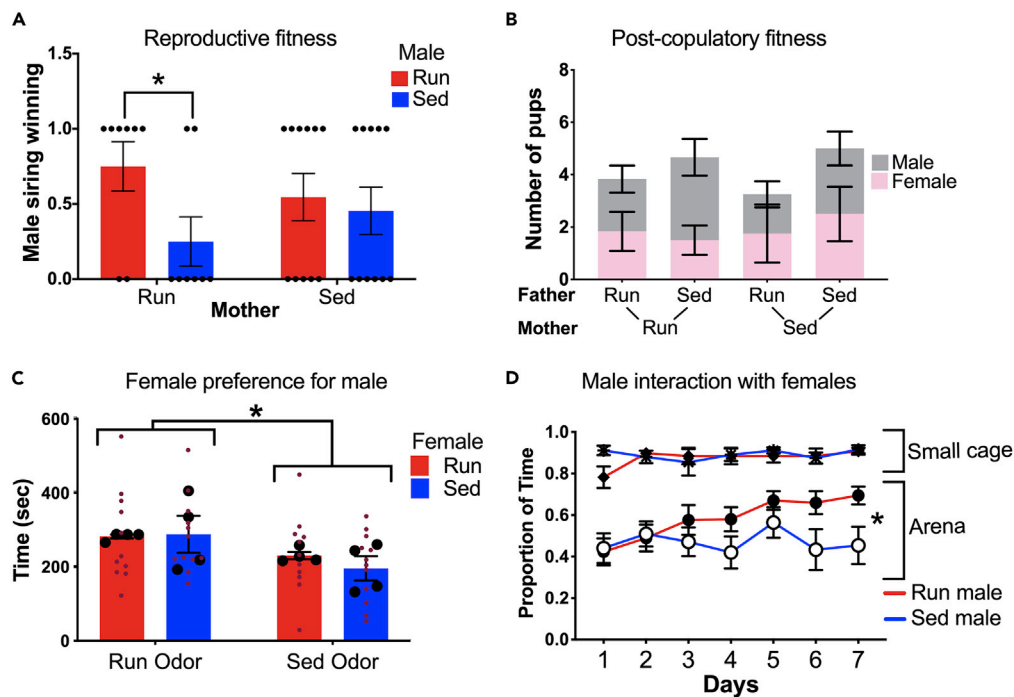 A
Reproductive fitness
Male siring winning
1.5
1.0
0.5
0.0
*
Male
Run
Sed
Run
Sed
Mother
B
Post-copulatory fitness
Number of pups
8
6
4
2
0
Male
Female
Father
Run
Sed
Run
Sed
Mother
Run
Sed
C
Female preference for male
Time (sec)
600
400
200
0
*
Female
Run
Sed
Run Odor
Sed Odor
D
Male interaction with females
Proportion of Time
1.0
0.8
0.6
0.4
0.2
0.0
Small cage
*
Arena
Run male
Sed male
1 2 3 4 5 6 7
Days